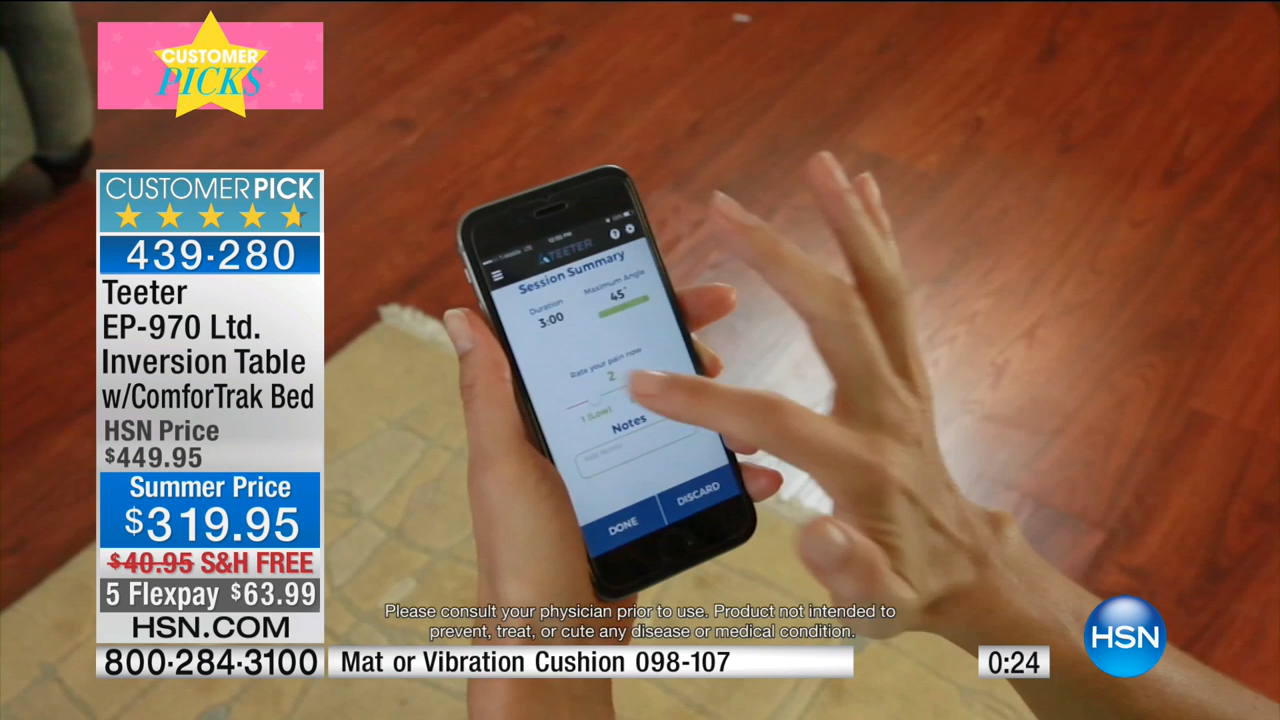 CUSTOMER
PICKS
CUSTOMERPICK
439·280
Teeter
EP-970 Ltd.
Inversion Table
w/ComforTrak Bed
HSN Price
$449.95
Summer Price
$319.95
$40.95 S&H FREE
5 Flexpay $63.99
HSN.COM
800·284·3100
Mat or Vibration Cushion 098-107
0:24
HSN
Please consult your physician prior to use. Product not intended to
prevent, treat, or cute any disease or medical condition.
TEETER
Session Summary
Duration
3:00
Maximum Angle
45°
Rate your pain now
2
1 (Low)
Notes
DONE
DISCARD